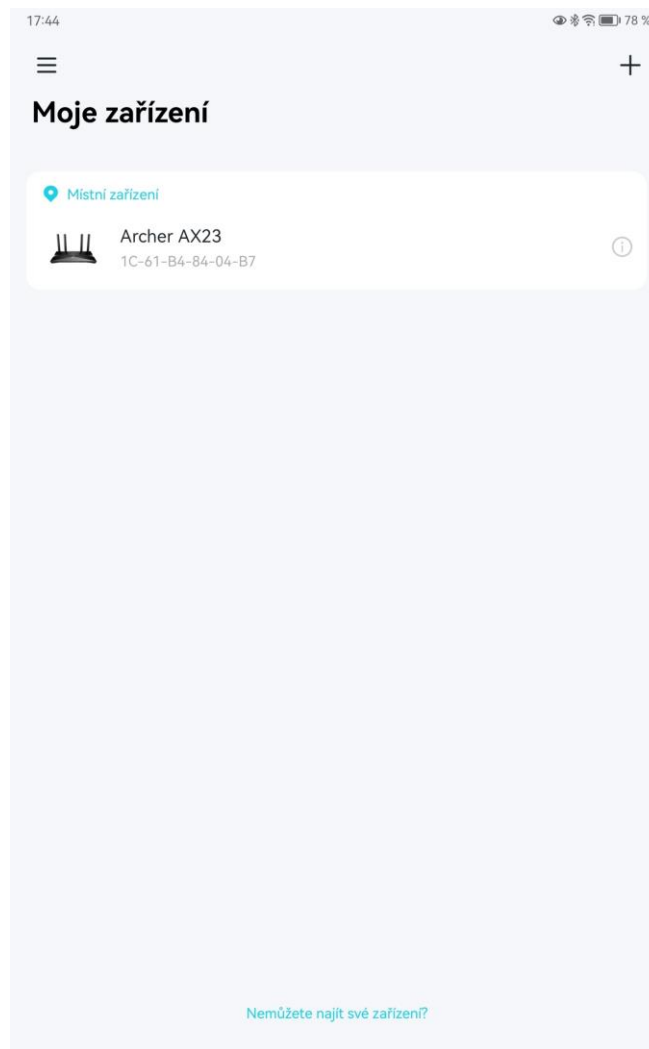 17:44
78 %
Moje zařízení
Místní zařízení
Archer AX23
1C-61-B4-84-04-B7
Nemůžete najít své zařízení?